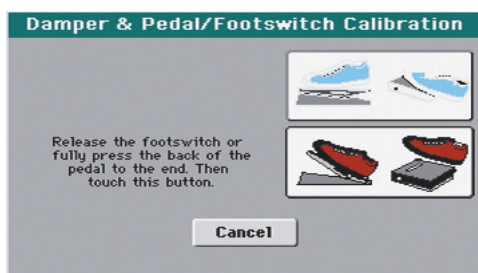 Damper & Pedal/Footswitch Calibration
Release the footswitch or
fully press the back of the
pedal to the end. Then
touch this button.
Cancel